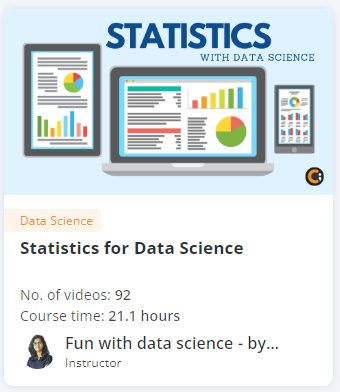 STATISTICS
WITH DATA SCIENCE
Data Science
Statistics for Data Science
No. of videos: 92
Course time: 21.1 hours
Fun with data science - by...
Instructor